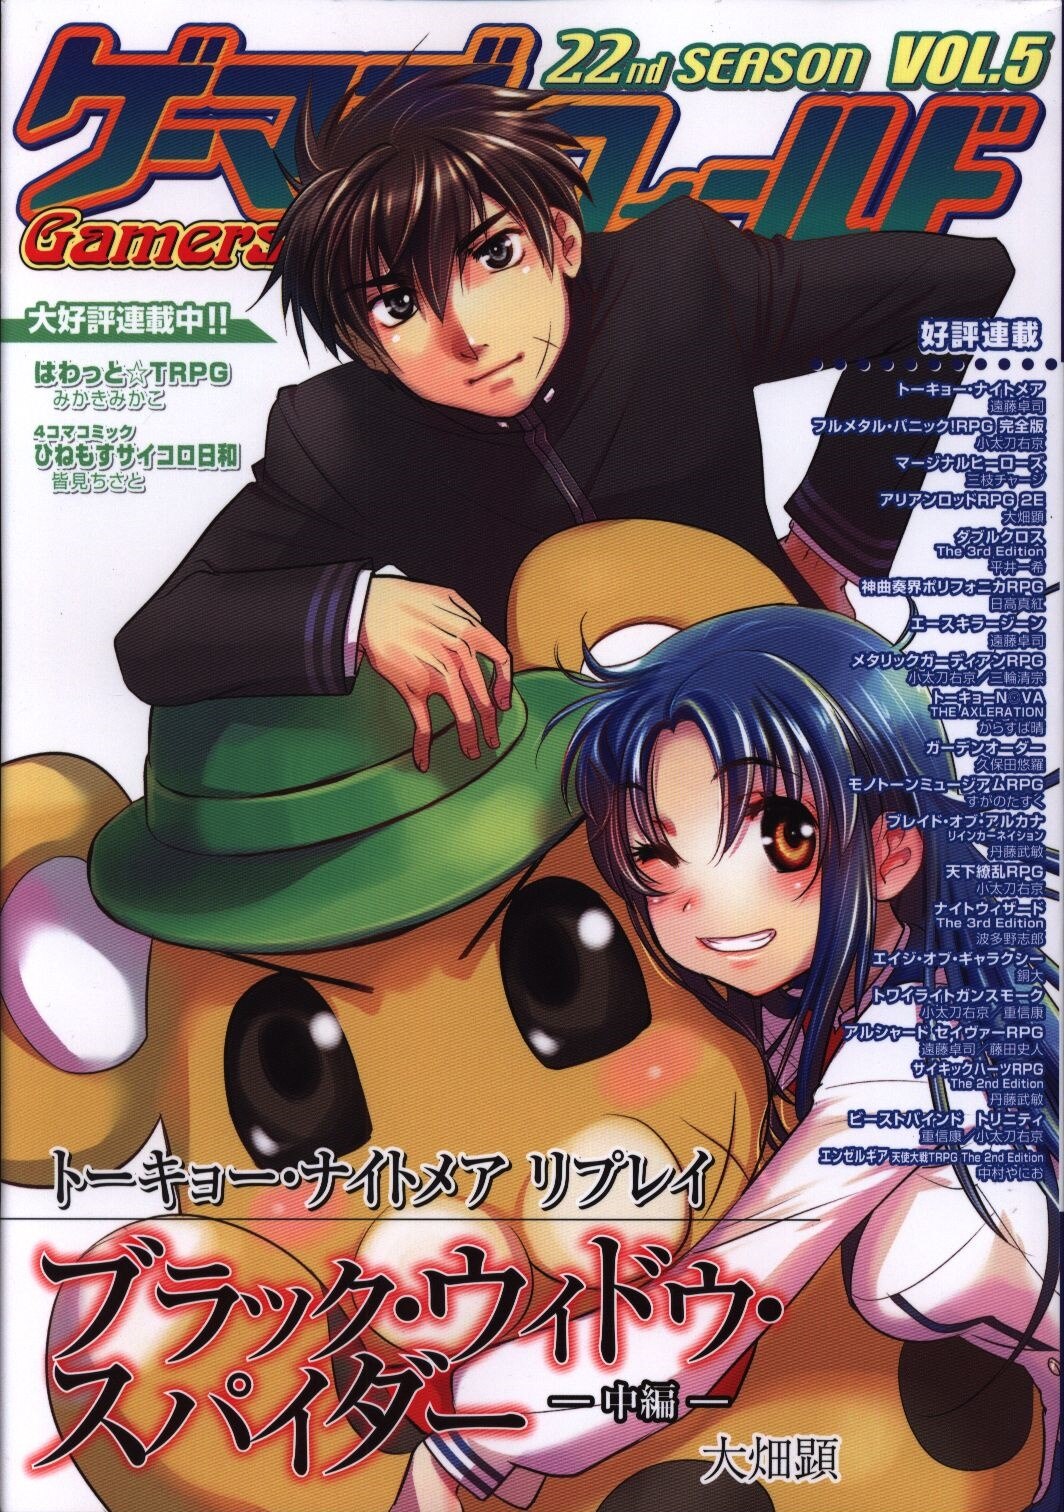 22nd SEASON VOL.5
ゲーマーズ・フィールド
Gamers
大好評連載中!!
はわっと☆TRPG
みかきみかこ
4コマコミック
ひねもすサイコロ日和
皆見ちさと
好評連載
トーキョー・ナイトメア
遠藤卓司
フルメタル・パニック!RPG 完全版
小太刀右京
マージナルヒーローズ
三枝チャージ
アリアンロッドRPG 2E
大畑顕
ダブルクロス
The 3rd Edition
平井一希
神曲奏界ポリフォニカRPG
日高真紅
エースキラージーン
遠藤卓司
メタリックガーディアンRPG
小太刀右京／三輪清宗
トーキョーN◎VA
THE AXLERATION
からすば晴
ガーデンオーダー
久保田悠羅
モノトーンミュージアムRPG
すがのたすく
ブレイド・オブ・アルカナ
リインカーネイション
丹藤武敏
天下繚乱RPG
小太刀右京
ナイトウィザード
The 3rd Edition
波多野志郎
エイジ・オブ・ギャラクシー
銅大
トワイライトガンスモーク
小太刀右京／重信康
アルシャード セイヴァーRPG
遠藤卓司／藤田史人
サイキックハーツRPG
The 2nd Edition
丹藤武敏
ビーストバインド トリニティ
重信康／小太刀右京
エンゼルギア 天使大戦TRPG The 2nd Edition
中村やにお
トーキョー・ナイトメア リプレイ
ブラック・ウィドウ・
スパイダー
―中編―
大畑顕